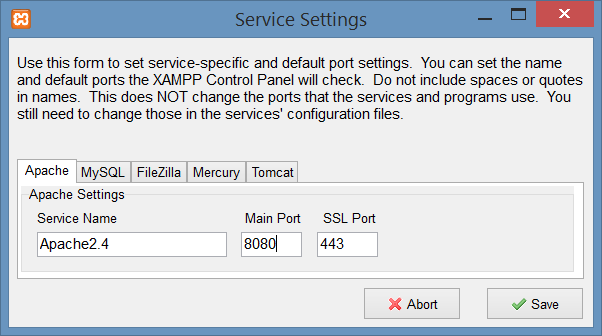 Service Settings
Use this form to set service-specific and default port settings.  You can set the name
and default ports the XAMPP Control Panel will check.  Do not include spaces or quotes
in names.  This does NOT change the ports that the services and programs use.  You
still need to change those in the services' configuration files.
Apache MySQL FileZilla Mercury Tomcat
Apache Settings
Service Name Main Port SSL Port
Apache2.4 8080 443
Abort Save